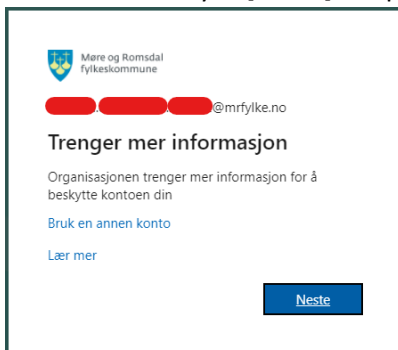 Møre og Romsdal
fylkeskommune
@mrfylke.no
Trenger mer informasjon
Organisasjonen trenger mer informasjon for å
beskytte kontoen din
Bruk en annen konto
Lær mer
Neste